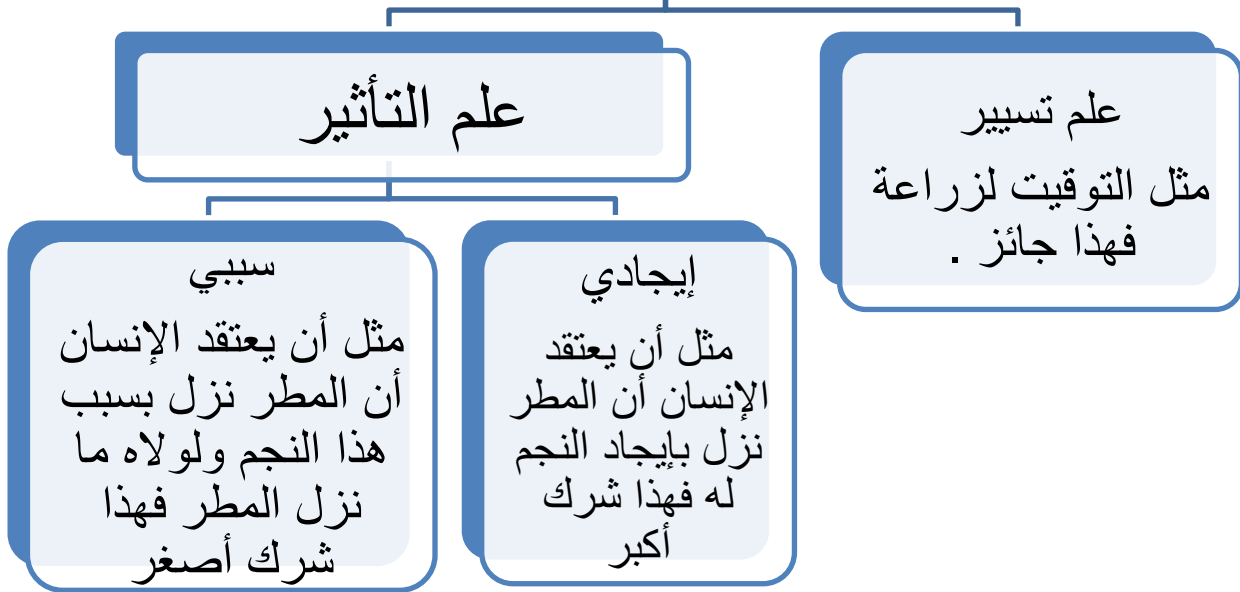 علم تسيير
مثل التوقيت لزراعة
فهذا جائز .
علم التأثير
إيجادي
مثل أن يعتقد
الإنسان أن المطر
نزل بإيجاد النجم
له فهذا شرك
أكبر
سببي
مثل أن يعتقد الإنسان
أن المطر نزل بسبب
هذا النجم ولولاه ما
نزل المطر فهذا
شرك أصغر